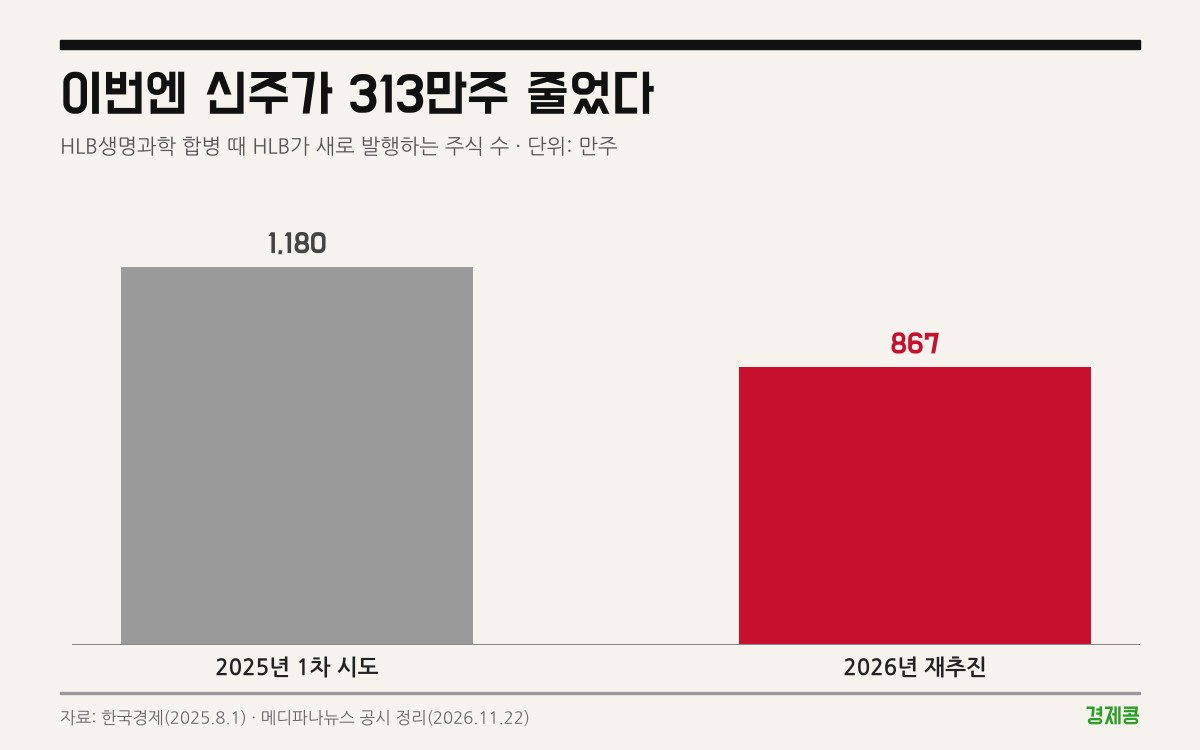 이번엔 신주가 313만주 줄었다
HLB생명과학 합병 때 HLB가 새로 발행하는 주식 수 · 단위: 만주
1,180
867
2025년 1차 시도
2026년 재추진
자료: 한국경제(2025.8.1) · 메디파나뉴스 공시 정리(2026.11.22)
경제콩